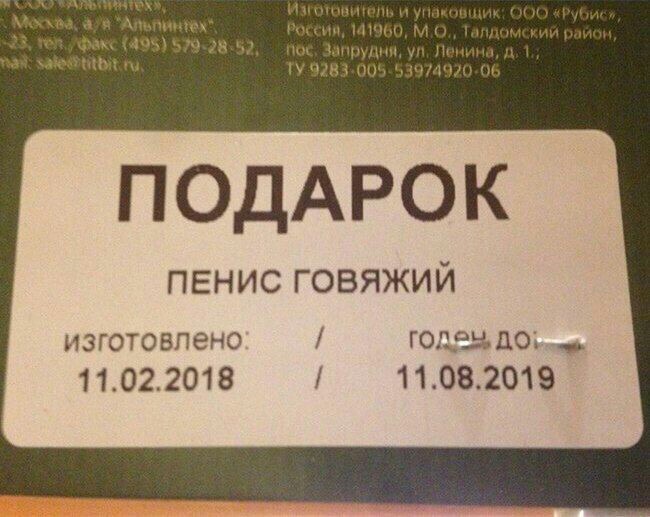 ООО «Альпинтех»,
Москва, а/я "Альпинтех".
-23, тел./факс (495) 579-28-52,
mail: sale@titbit.ru.
Изготовитель и упаковщик: ООО «Рубис»,
Россия, 141960, М.О., Талдомский район,
пос. Запрудня, ул. Ленина, д. 1.;
ТУ 9283-005-53974920-06
ПОДАРОК
ПЕНИС ГОВЯЖИЙ
изготовлено: / годен до:
11.02.2018 / 11.08.2019